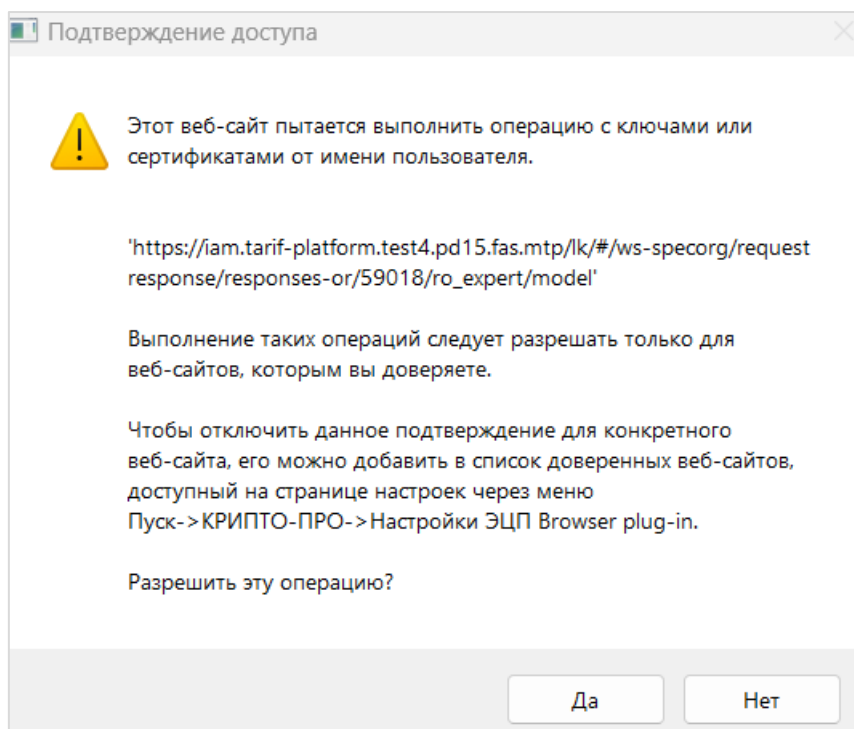 Подтверждение доступа
Этот веб-сайт пытается выполнить операцию с ключами или
сертификатами от имени пользователя.
'https://iam.tarif-platform.test4.pd15.fas.mtp/lk/#/ws-specorg/request
response/responses-or/59018/ro_expert/model'
Выполнение таких операций следует разрешать только для
веб-сайтов, которым вы доверяете.
Чтобы отключить данное подтверждение для конкретного
веб-сайта, его можно добавить в список доверенных веб-сайтов,
доступный на странице настроек через меню
Пуск->КРИПТО-ПРО->Настройки ЭЦП Browser plug-in.
Разрешить эту операцию?
Да
Нет